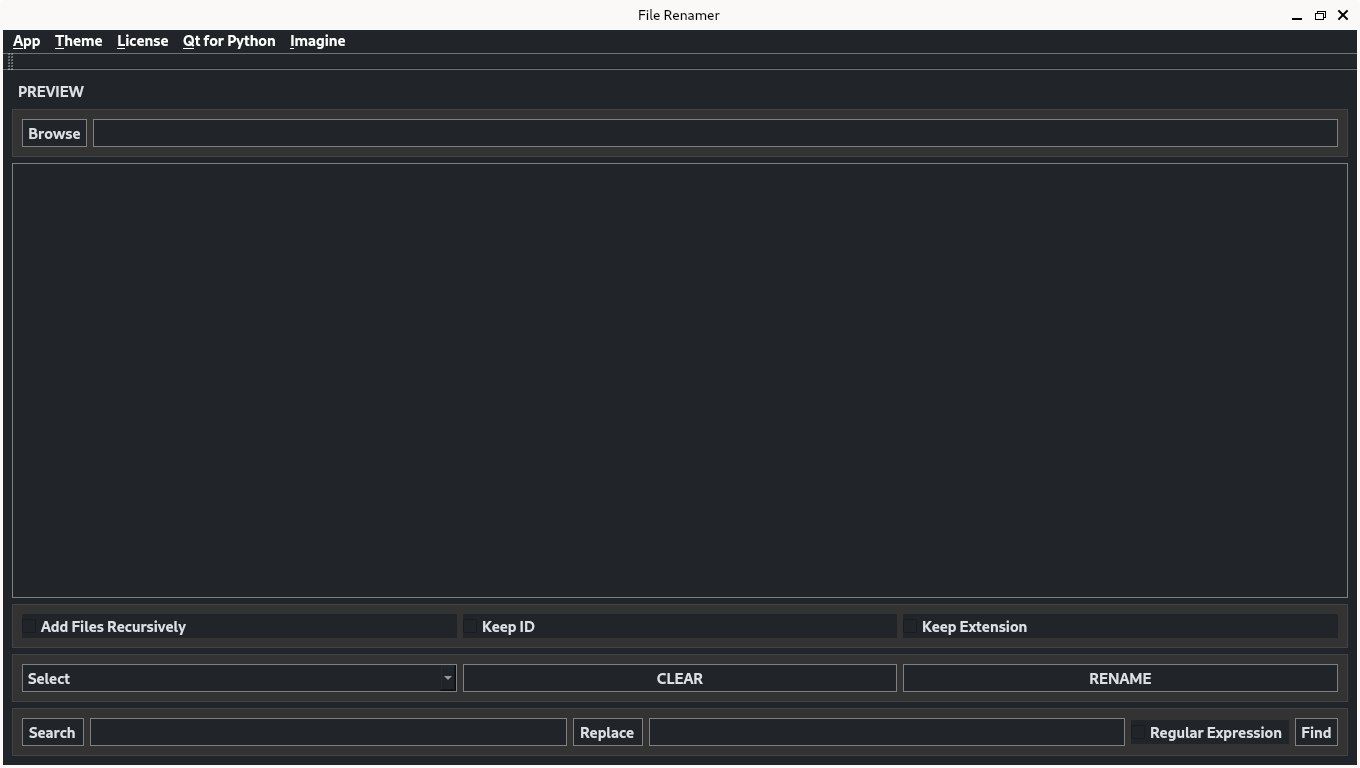 File Renamer
App Theme License Qt for Python Imagine
PREVIEW
Browse
Add Files Recursively Keep ID Keep Extension
Select CLEAR RENAME
Search Replace Regular Expression Find